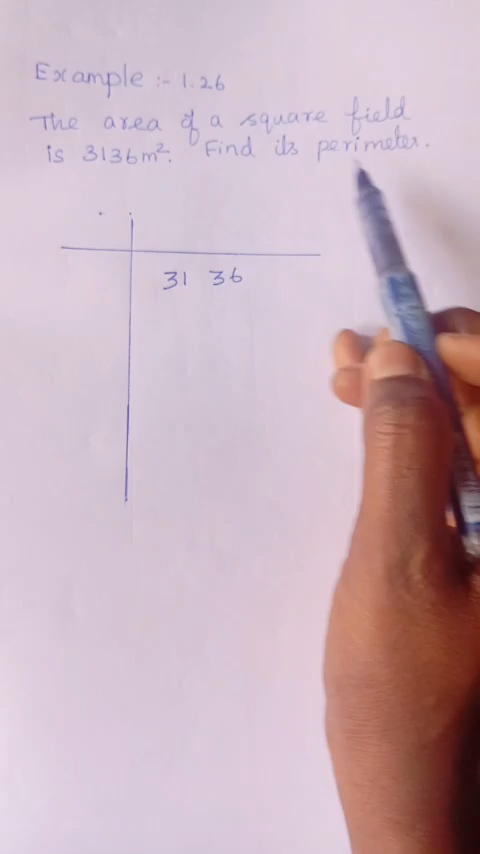 Example :- 1.26
The area of a square field
is 3136m². Find its perimeter.
31 36